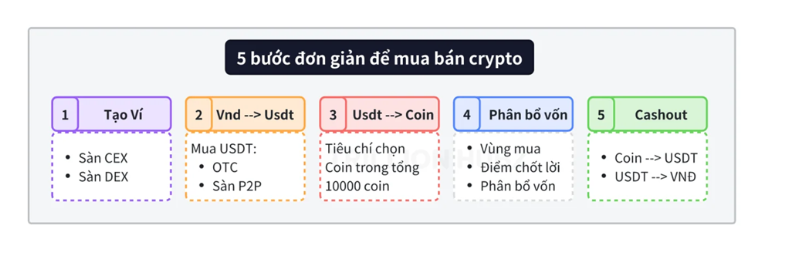 5 bước đơn giản để mua bán crypto
1 Tạo Ví
• Sàn CEX
• Sàn DEX
2 Vnd --> Usdt
Mua USDT:
• OTC
• Sàn P2P
3 Usdt --> Coin
Tiêu chí chọn
Coin trong tổng
10000 coin
4 Phân bổ vốn
• Vùng mua
• Điểm chốt lời
• Phân bổ vốn
5 Cashout
• Coin --> USDT
• USDT --> VNĐ